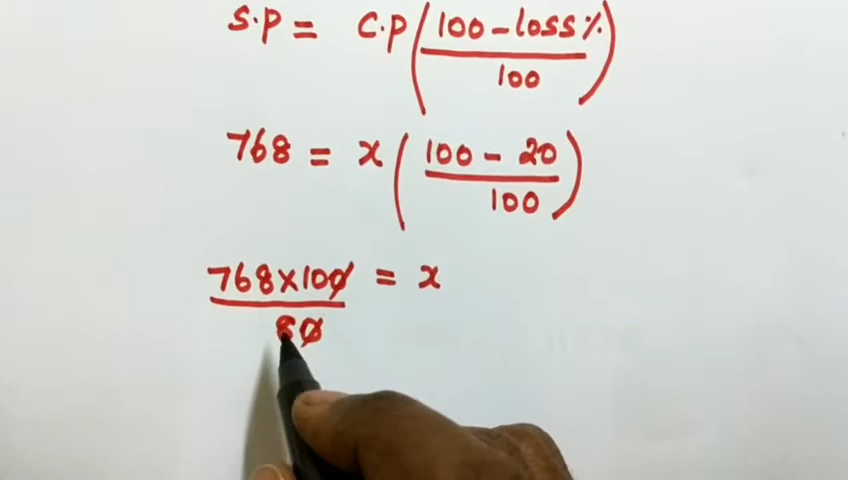 S.P = C.P(100 - loss% / 100)
768 = x(100 - 20 / 100)
768 x 100 / 80 = x